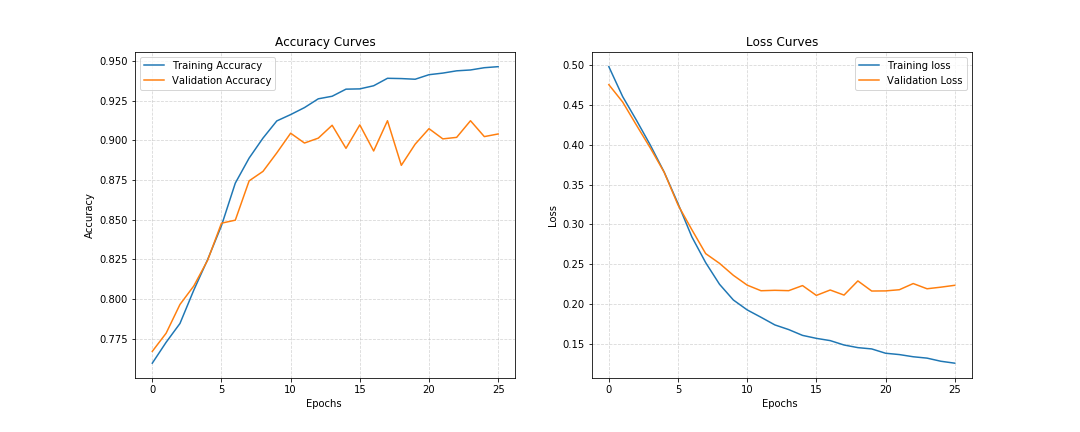 Accuracy Curves
Training Accuracy
Validation Accuracy
0.950
0.925
0.900
0.875
0.850
0.825
0.800
0.775
Accuracy
0 5 10 15 20 25
Epochs
Loss Curves
Training loss
Validation Loss
0.50
0.45
0.40
0.35
0.30
0.25
0.20
0.15
Loss
0 5 10 15 20 25
Epochs